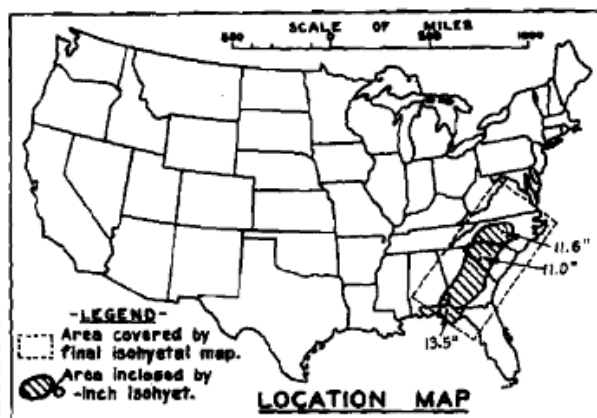 SCALE OF MILES
500 0 500 1000
11.6"
11.0"
13.5"
-LEGEND-
Area covered by
final isohyetal map.
Area inclosed by
-inch isohyet.
LOCATION MAP